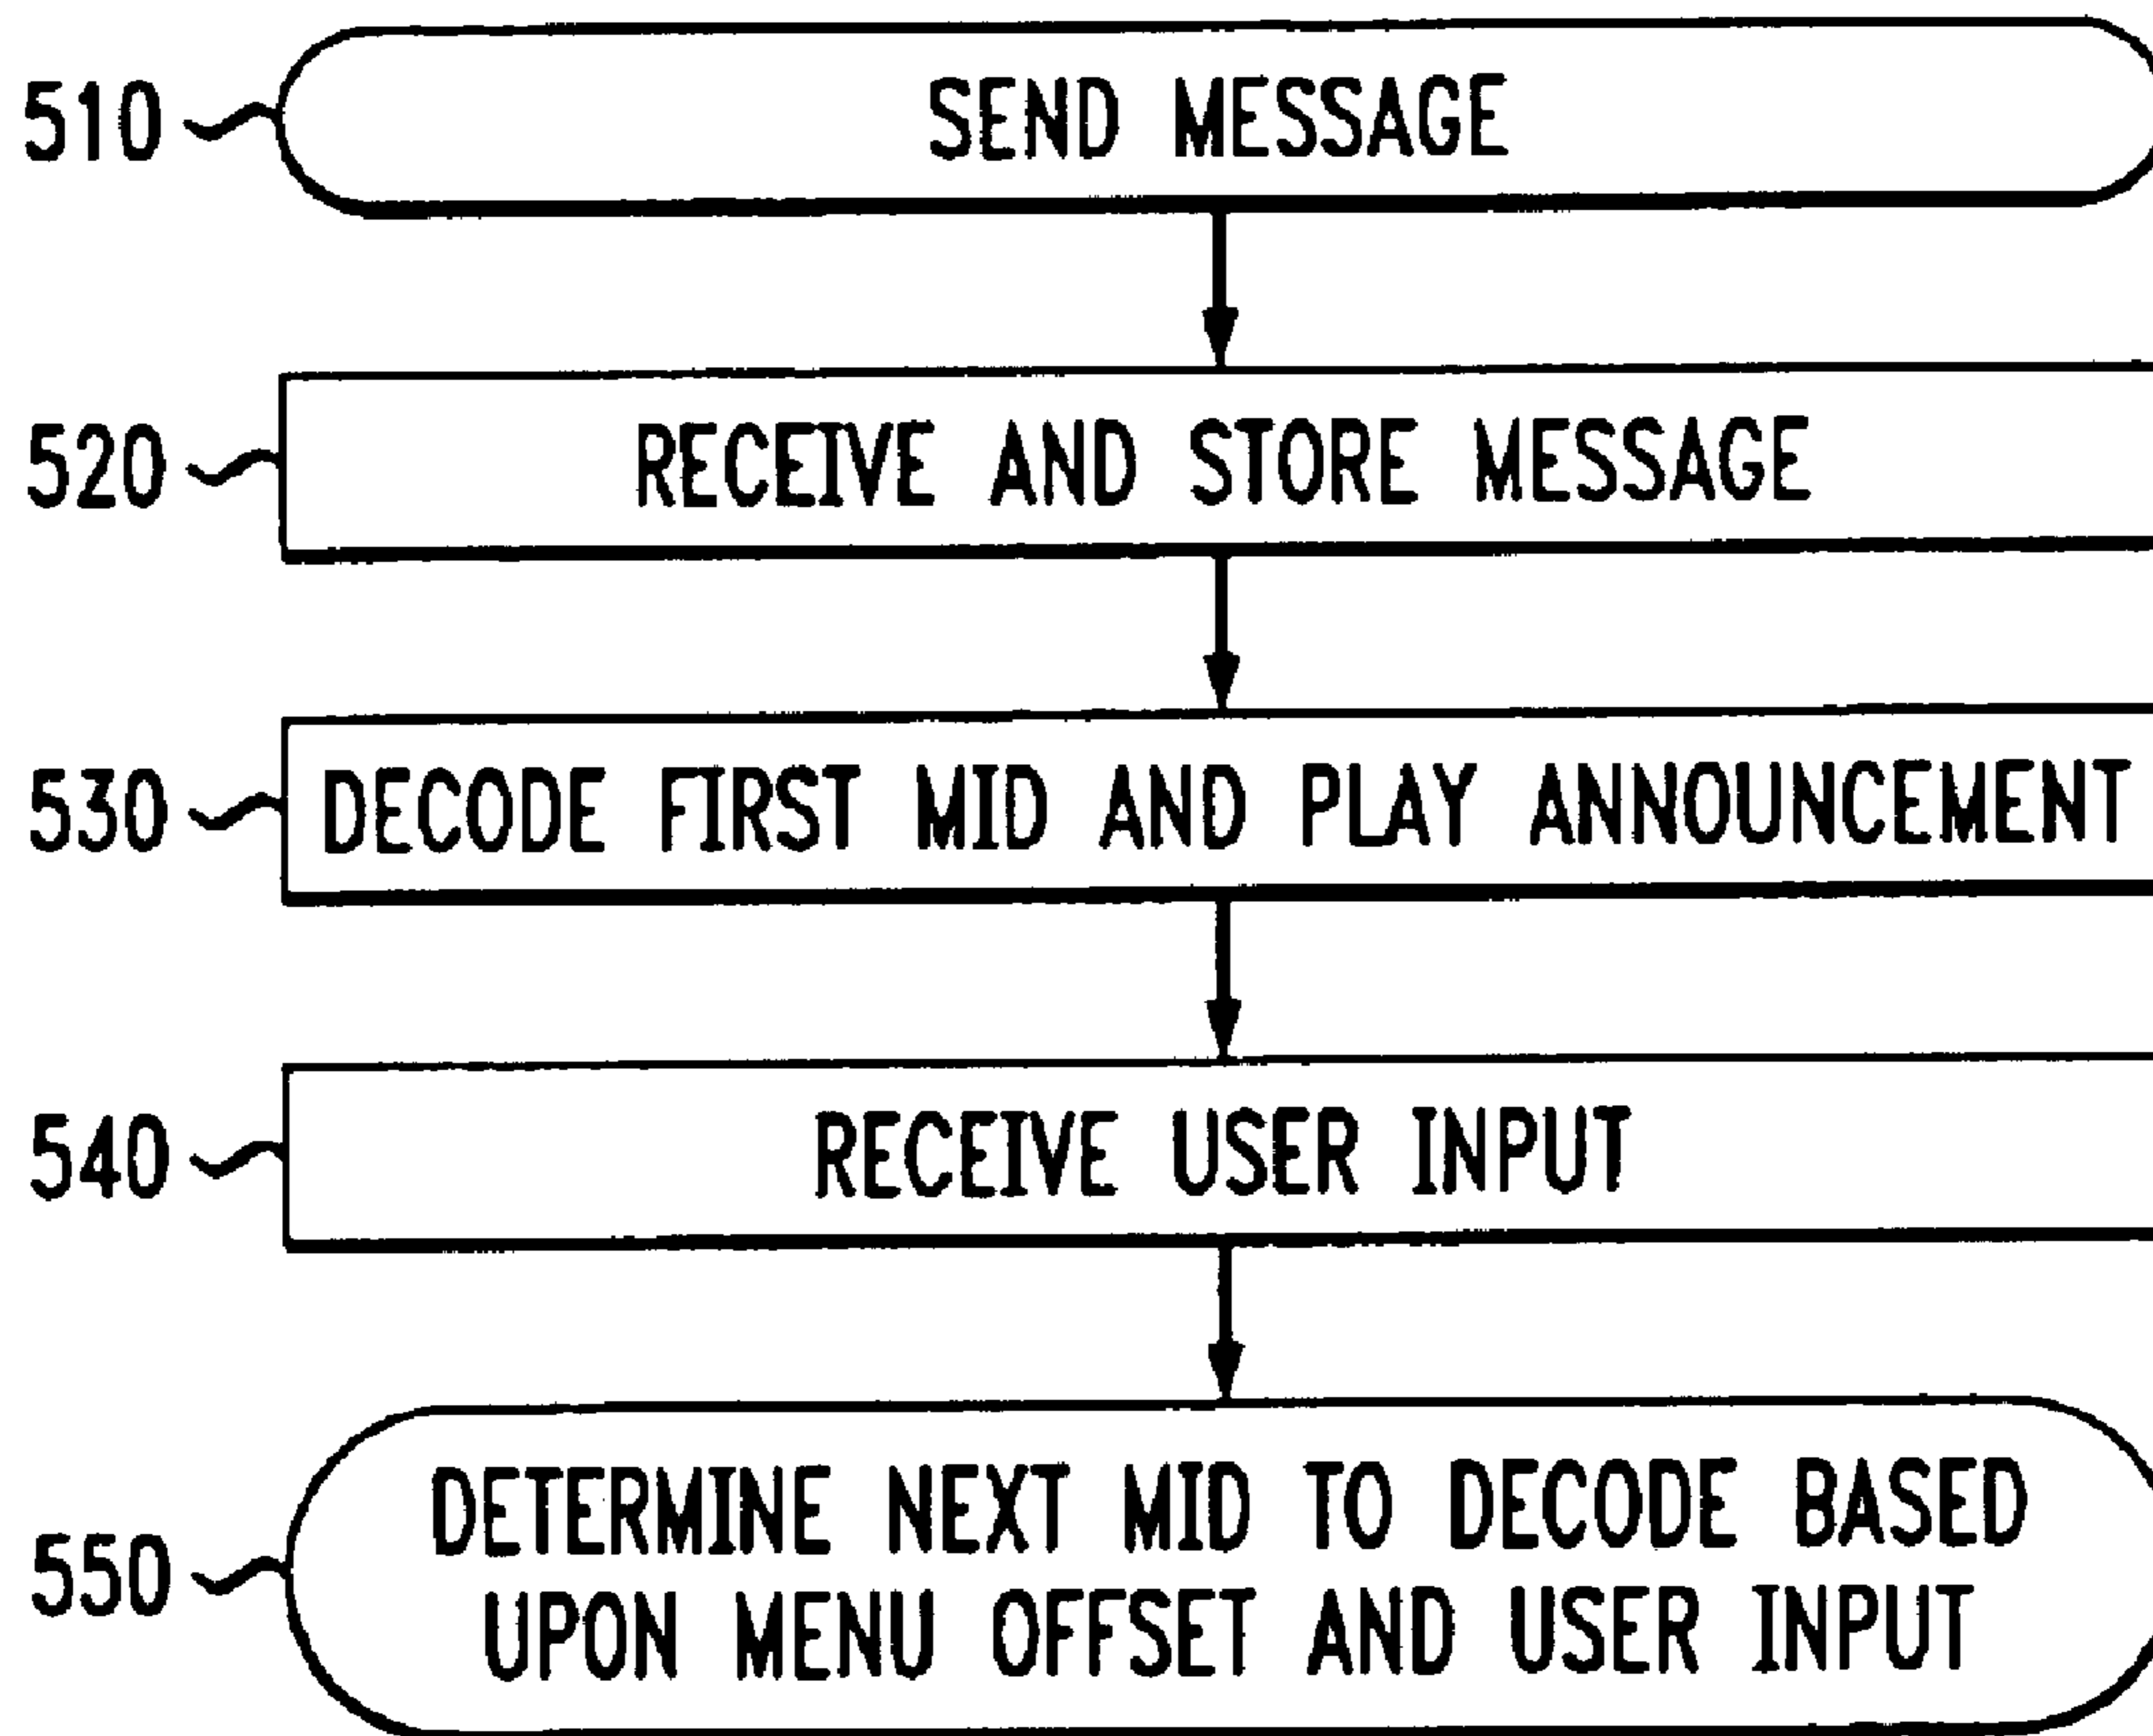 510 SEND MESSAGE
520 RECEIVE AND STORE MESSAGE
530 DECODE FIRST MID AND PLAY ANNOUNCEMENT
540 RECEIVE USER INPUT
550 DETERMINE NEXT MID TO DECODE BASED
UPON MENU OFFSET AND USER INPUT